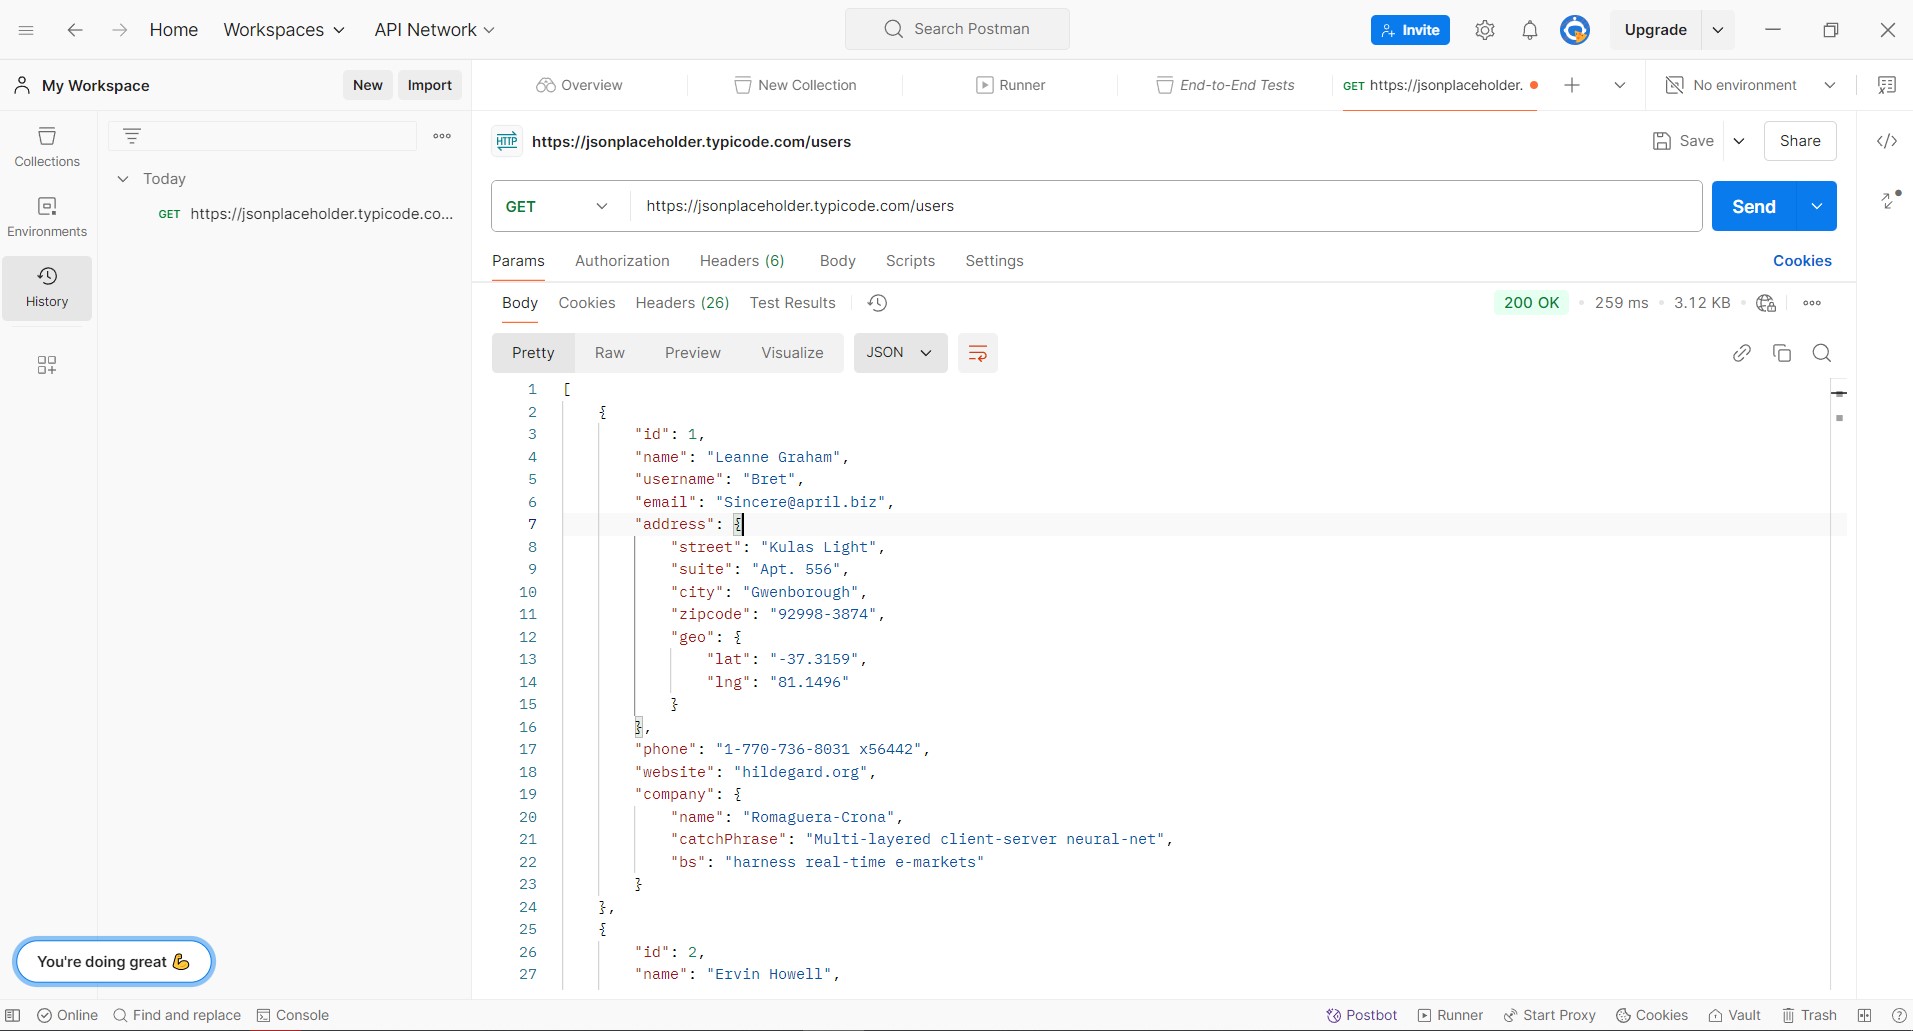 Home Workspaces API Network Search Postman Invite Upgrade
My Workspace New Import Overview New Collection Runner End-to-End Tests GET https://jsonplaceholder. No environment
Collections
Environments
History
Today
GET https://jsonplaceholder.typicode.co...
HTTP https://jsonplaceholder.typicode.com/users Save Share
GET https://jsonplaceholder.typicode.com/users Send
Params Authorization Headers (6) Body Scripts Settings Cookies
Body Cookies Headers (26) Test Results 200 OK 259 ms 3.12 KB
Pretty Raw Preview Visualize JSON
1 [
2 {
3 "id": 1,
4 "name": "Leanne Graham",
5 "username": "Bret",
6 "email": "Sincere@april.biz",
7 "address": {
8 "street": "Kulas Light",
9 "suite": "Apt. 556",
10 "city": "Gwenborough",
11 "zipcode": "92998-3874",
12 "geo": {
13 "lat": "-37.3159",
14 "lng": "81.1496"
15 }
16 },
17 "phone": "1-770-736-8031 x56442",
18 "website": "hildegard.org",
19 "company": {
20 "name": "Romaguera-Crona",
21 "catchPhrase": "Multi-layered client-server neural-net",
22 "bs": "harness real-time e-markets"
23 }
24 },
25 {
26 "id": 2,
27 "name": "Ervin Howell",
You're doing great 💪
Online Find and replace Console Postbot Runner Start Proxy Cookies Vault Trash